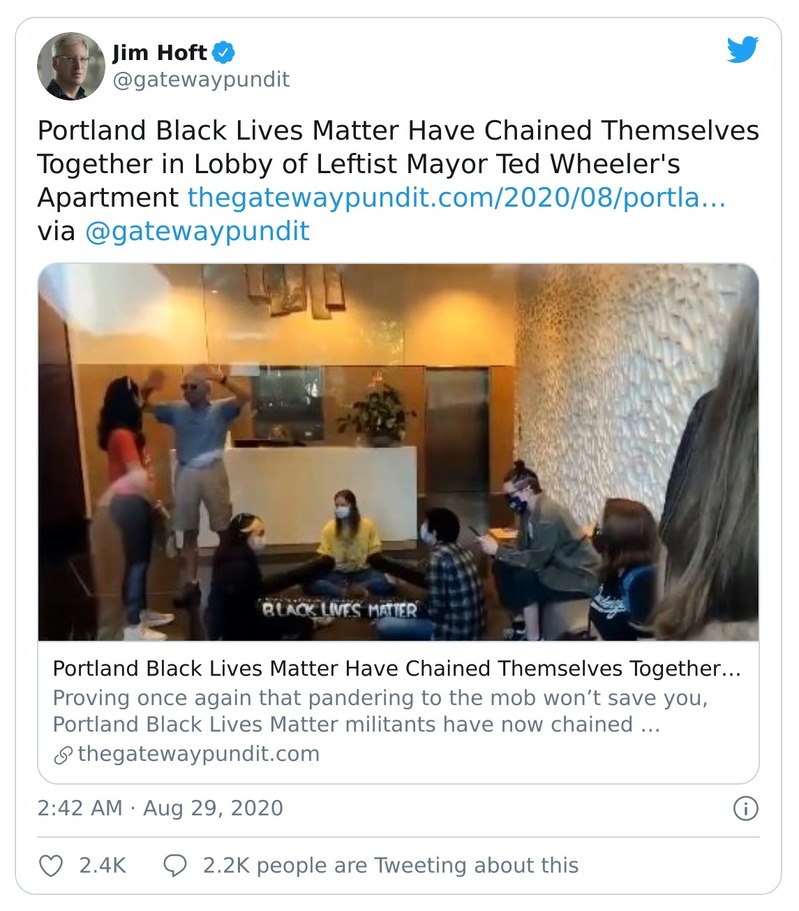 Jim Hoft
@gatewaypundit
Portland Black Lives Matter Have Chained Themselves
Together in Lobby of Leftist Mayor Ted Wheeler's
Apartment thegatewaypundit.com/2020/08/portla…
via @gatewaypundit
BLACK LIVES MATTER
Portland Black Lives Matter Have Chained Themselves Together…
Proving once again that pandering to the mob won’t save you,
Portland Black Lives Matter militants have now chained …
thegatewaypundit.com
2:42 AM · Aug 29, 2020
2.4K 2.2K people are Tweeting about this